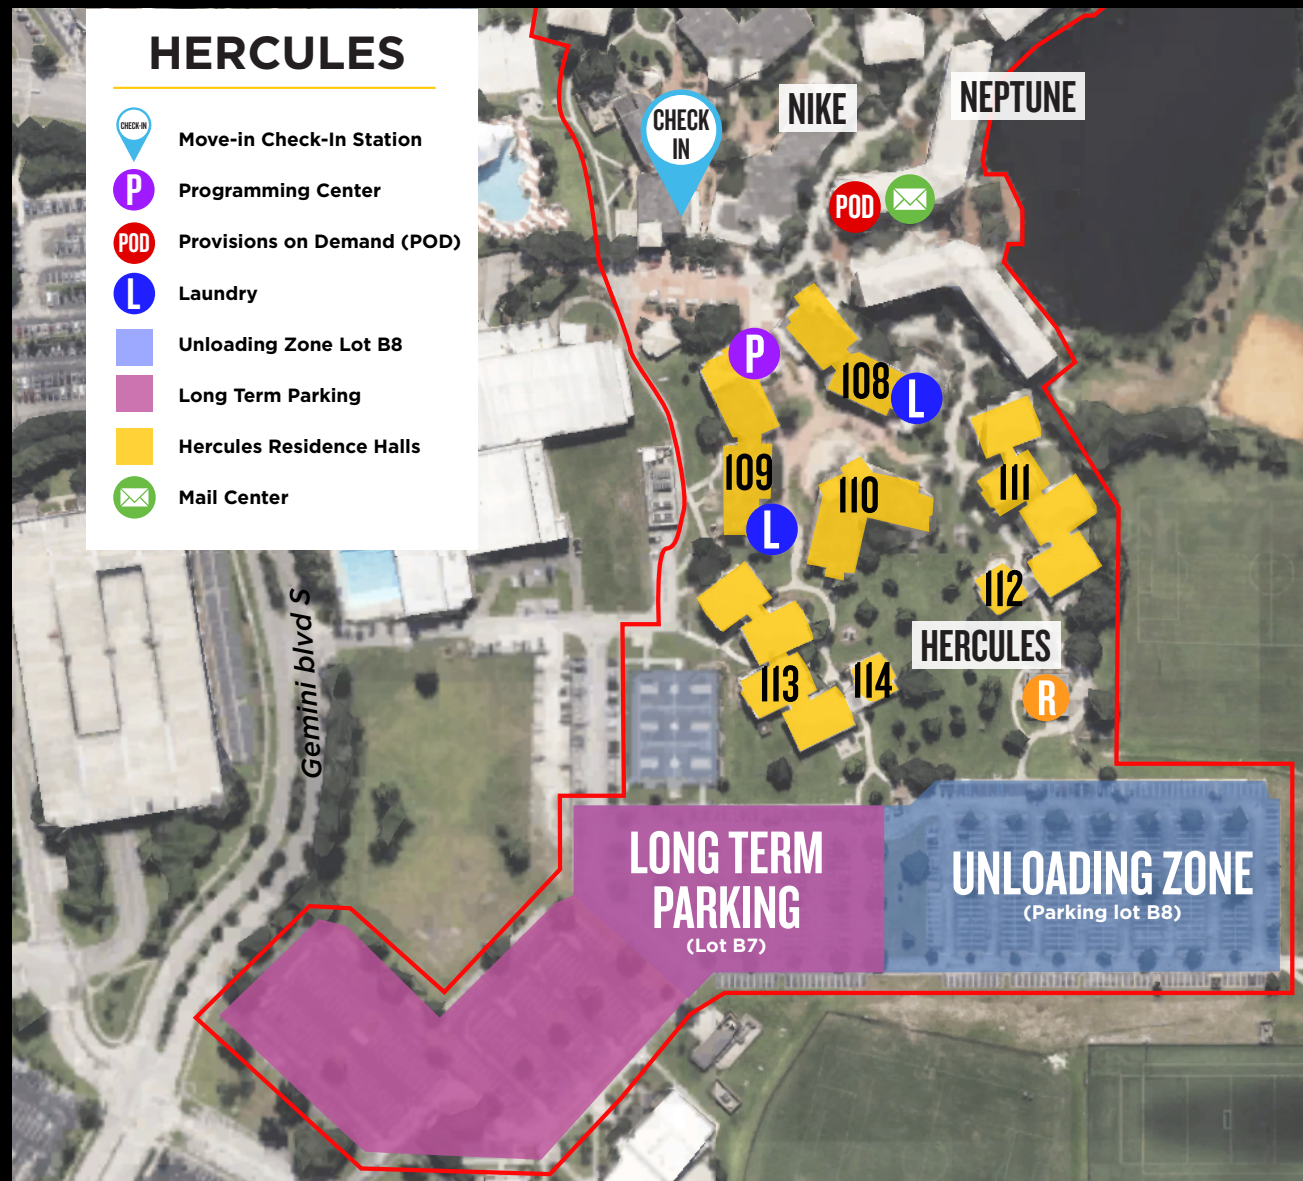 HERCULES
CHECK-IN
Move-in Check-In Station
P
Programming Center
POD
Provisions on Demand (POD)
L
Laundry
Unloading Zone Lot B8
Long Term Parking
Hercules Residence Halls
Mail Center
CHECK
IN
NIKE
NEPTUNE
POD
P
108
L
109
110
111
L
112
HERCULES
113
114
R
Gemini blvd S
LONG TERM
PARKING
(Lot B7)
UNLOADING ZONE
(Parking lot B8)